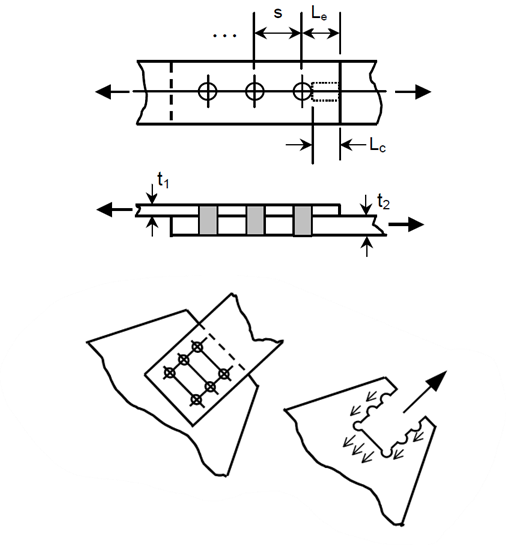 ... s Lₑ
L꜀
t₁
t₂